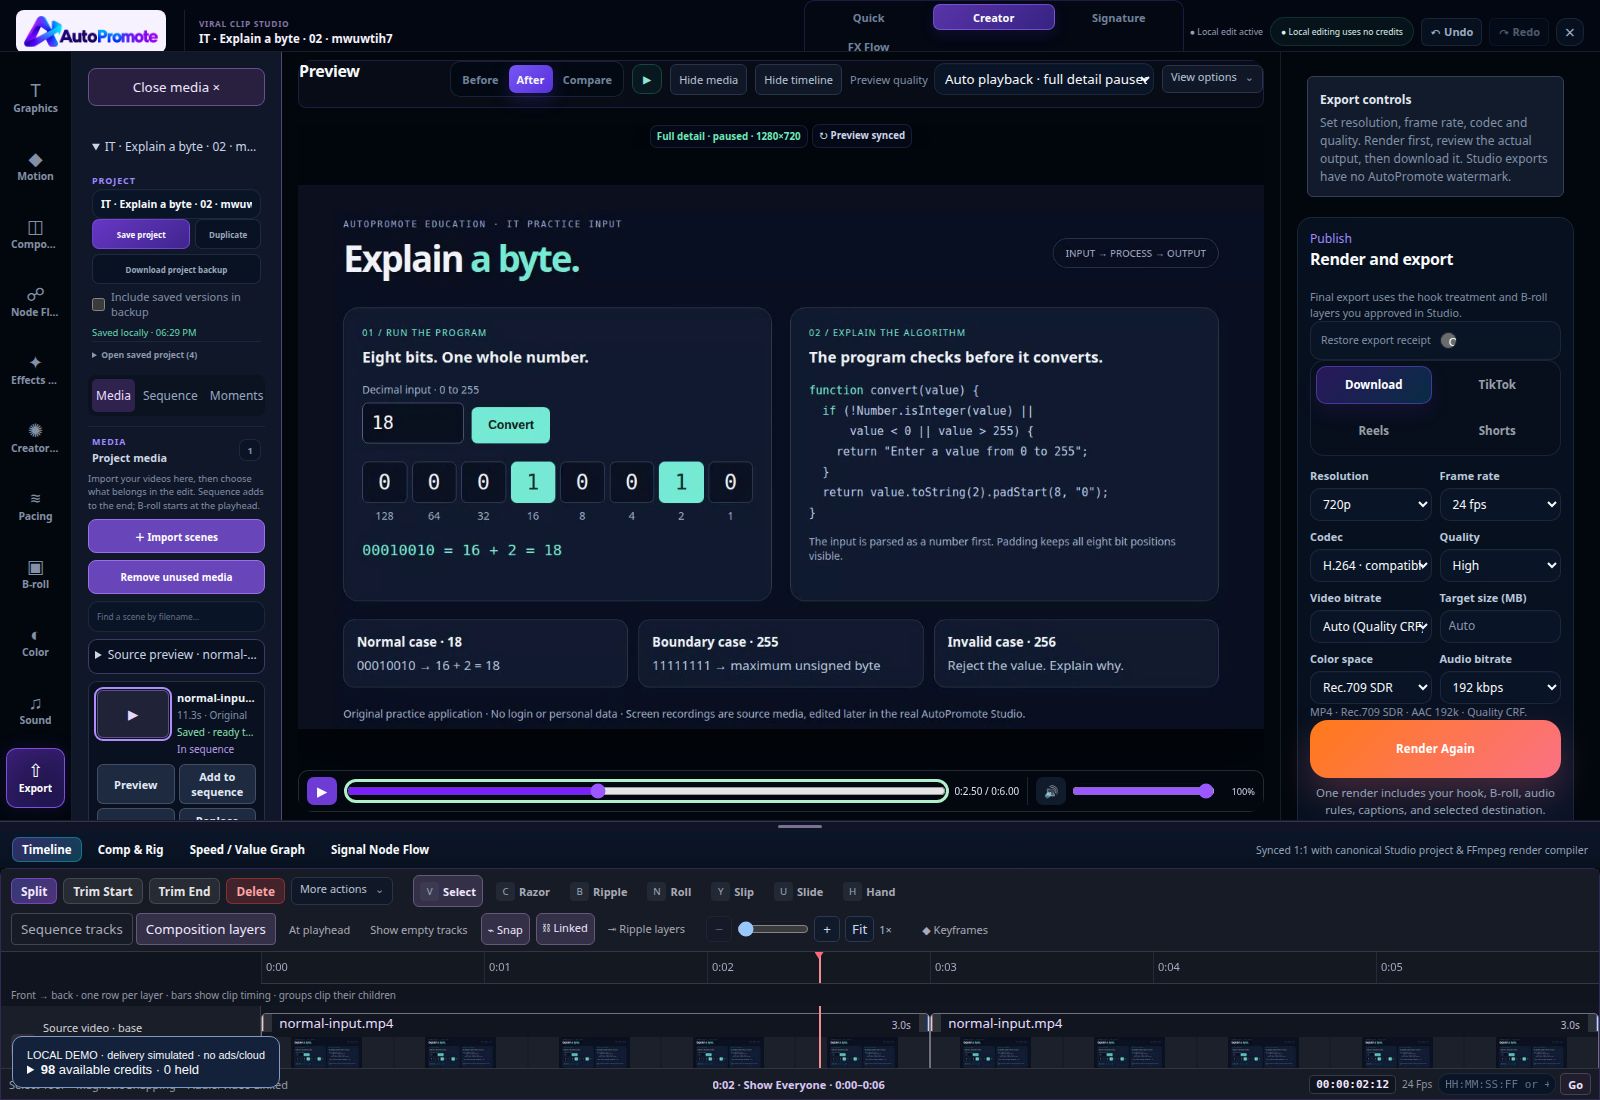 AutoPromote
VIRAL CLIP STUDIO
IT · Explain a byte · 02 · mwuwtih7
Quick
Creator
Signature
FX Flow
● Local edit active
● Local editing uses no credits
↶ Undo
↷ Redo
✕
Graphics
Motion
Compo...
Node Fl...
Effects ...
Creator...
Pacing
B-roll
Color
Sound
Export
Close media ×
▼ IT · Explain a byte · 02 · m...
PROJECT
IT · Explain a byte · 02 · mwuw
Save project
Duplicate
Download project backup
Include saved versions in
backup
Saved locally · 06:29 PM
▶ Open saved project (4)
Media
Sequence
Moments
MEDIA
Project media
1
Import your videos here, then choose
what belongs in the edit. Sequence adds
to the end; B-roll starts at the playhead.
+ Import scenes
Remove unused media
Find a scene by filename...
▶ Source preview · normal-...
normal-inpu...
11.3s · Original
Saved · ready t...
In sequence
Preview
Add to
sequence
Preview
Before
After
Compare
▶
Hide media
Hide timeline
Preview quality
Auto playback · full detail paused
View options
Full detail · paused · 1280×720
↻ Preview synced
AUTOPROMOTE EDUCATION · IT PRACTICE INPUT
Explain a byte.
INPUT → PROCESS → OUTPUT
01 / RUN THE PROGRAM
Eight bits. One whole number.
Decimal input · 0 to 255
18
Convert
0 0 0 1 0 0 1 0
128 64 32 16 8 4 2 1
00010010 = 16 + 2 = 18
02 / EXPLAIN THE ALGORITHM
The program checks before it converts.
function convert(value) {
if (!Number.isInteger(value) ||
value < 0 || value > 255) {
return "Enter a value from 0 to 255";
}
return value.toString(2).padStart(8, "0");
}
The input is parsed as a number first. Padding keeps all eight bit positions
visible.
Normal case · 18
00010010 → 16 + 2 = 18
Boundary case · 255
11111111 → maximum unsigned byte
Invalid case · 256
Reject the value. Explain why.
Original practice application · No login or personal data · Screen recordings are source media, edited later in the real AutoPromote Studio.
0:2.50 / 0:6.00
100%
Export controls
Set resolution, frame rate, codec and
quality. Render first, review the actual
output, then download it. Studio exports
have no AutoPromote watermark.
Publish
Render and export
Final export uses the hook treatment and B-roll
layers you approved in Studio.
Restore export receipt
Download
TikTok
Reels
Shorts
Resolution
Frame rate
720p
24 fps
Codec
Quality
H.264 · compatibl
High
Video bitrate
Target size (MB)
Auto (Quality CRF
Auto
Color space
Audio bitrate
Rec.709 SDR
192 kbps
MP4 · Rec.709 SDR · AAC 192k · Quality CRF.
Render Again
One render includes your hook, B-roll, audio
rules, captions, and selected destination.
Timeline
Comp & Rig
Speed / Value Graph
Signal Node Flow
Synced 1:1 with canonical Studio project & FFmpeg render compiler
Split
Trim Start
Trim End
Delete
More actions
V Select
C Razor
B Ripple
N Roll
Y Slip
U Slide
H Hand
Sequence tracks
Composition layers
At playhead
Show empty tracks
Snap
Linked
Ripple layers
−
+
Fit
1×
◆ Keyframes
0:00 0:01 0:02 0:03 0:04 0:05
Front → back · one row per layer · bars show clip timing · groups clip their children
Source video · base
normal-input.mp4
3.0s
normal-input.mp4
3.0s
LOCAL DEMO · delivery simulated · no ads/cloud
▶ 98 available credits · 0 held
0:02 · Show Everyone · 0:00–0:06
00:00:02:12
24 Fps
HH:MM:SS:FF or +
Go